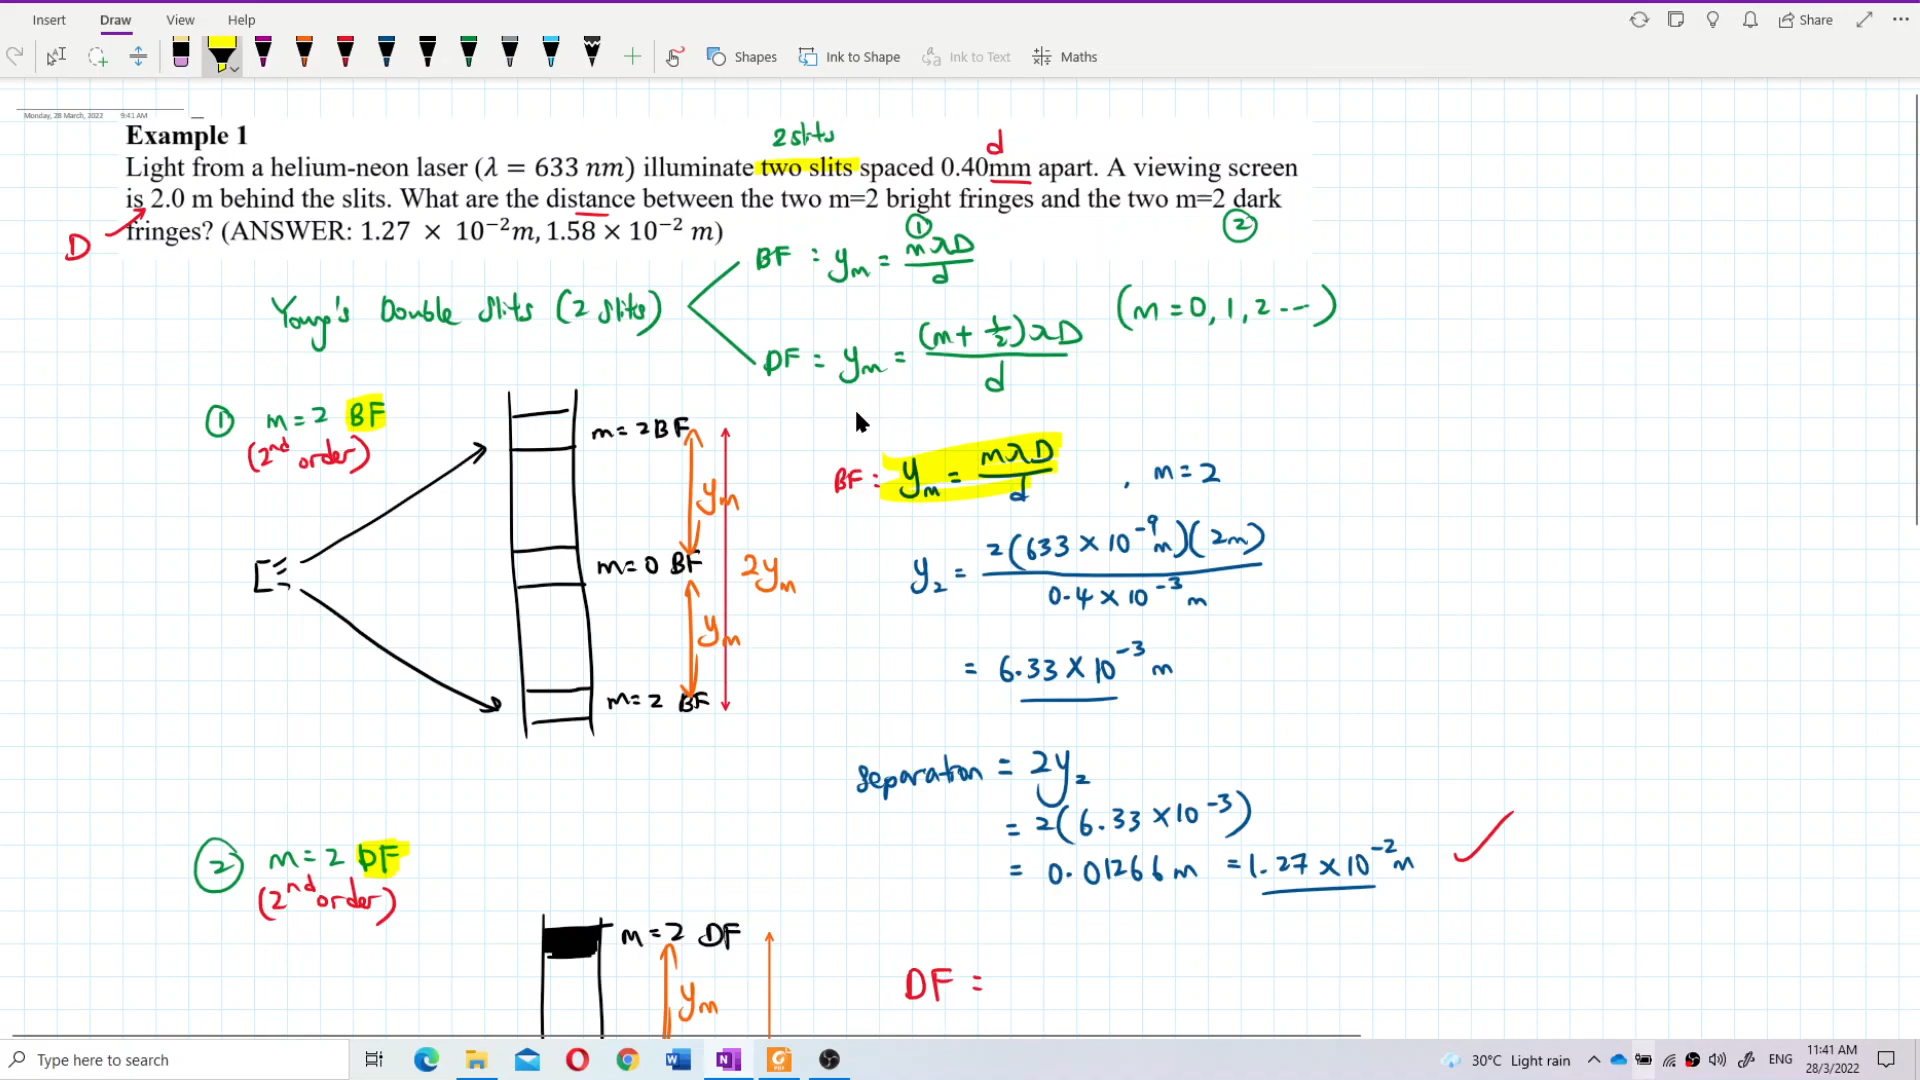 Insert Draw View Help
Share
Shapes Ink to Shape Ink to Text Maths
Monday, 28 March, 2022 9:41 AM
Example 1
2 slits
d
Light from a helium-neon laser (λ = 633 nm) illuminate two slits spaced 0.40mm apart. A viewing screen
is 2.0 m behind the slits. What are the distance between the two m=2 bright fringes and the two m=2 dark
fringes? (ANSWER: 1.27 × 10⁻²m, 1.58 × 10⁻² m)
D
①
②
BF : yₘ = mλD/d
Young's Double Slits (2 slits)
(m = 0, 1, 2 ---)
DF : yₘ = (m + ½)λD/d
① m = 2 BF
(2nd order)
m = 2 BF
yₘ
m = 0 BF
2yₘ
yₘ
m = 2 BF
BF : yₘ = mλD/d , m = 2
y₂ = 2(633 × 10⁻⁹ m)(2m)/0.4 × 10⁻³ m
= 6.33 × 10⁻³ m
Separation = 2y₂
= 2(6.33 × 10⁻³)
= 0.01266 m = 1.27 × 10⁻² m
② m = 2 DF
(2nd order)
m = 2 DF
yₘ
DF :
Type here to search
30°C Light rain
ENG
11:41 AM
28/3/2022